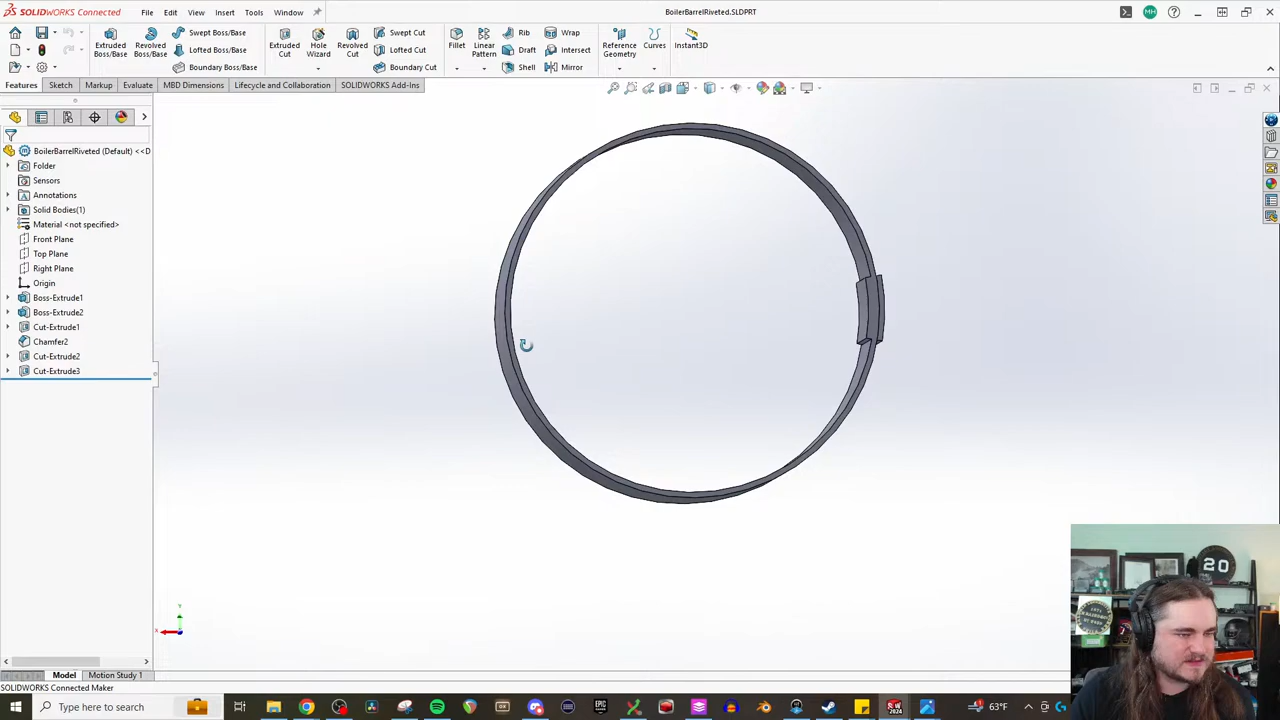 SOLIDWORKS Connected
File
Edit
View
Insert
Tools
Window
BoilerBarrelRiveted.SLDPRT
MH
Extruded Boss/Base
Revolved Boss/Base
Swept Boss/Base
Lofted Boss/Base
Boundary Boss/Base
Extruded Cut
Hole Wizard
Revolved Cut
Swept Cut
Lofted Cut
Boundary Cut
Fillet
Linear Pattern
Rib
Draft
Shell
Wrap
Intersect
Mirror
Reference Geometry
Curves
Instant3D
Features
Sketch
Markup
Evaluate
MBD Dimensions
Lifecycle and Collaboration
SOLIDWORKS Add-Ins
BoilerBarrelRiveted (Default) <<D
Folder
Sensors
Annotations
Solid Bodies(1)
Material <not specified>
Front Plane
Top Plane
Right Plane
Origin
Boss-Extrude1
Boss-Extrude2
Cut-Extrude1
Chamfer2
Cut-Extrude2
Cut-Extrude3
Y
X
20
Model
Motion Study 1
SOLIDWORKS Connected Maker
Type here to search
63°F